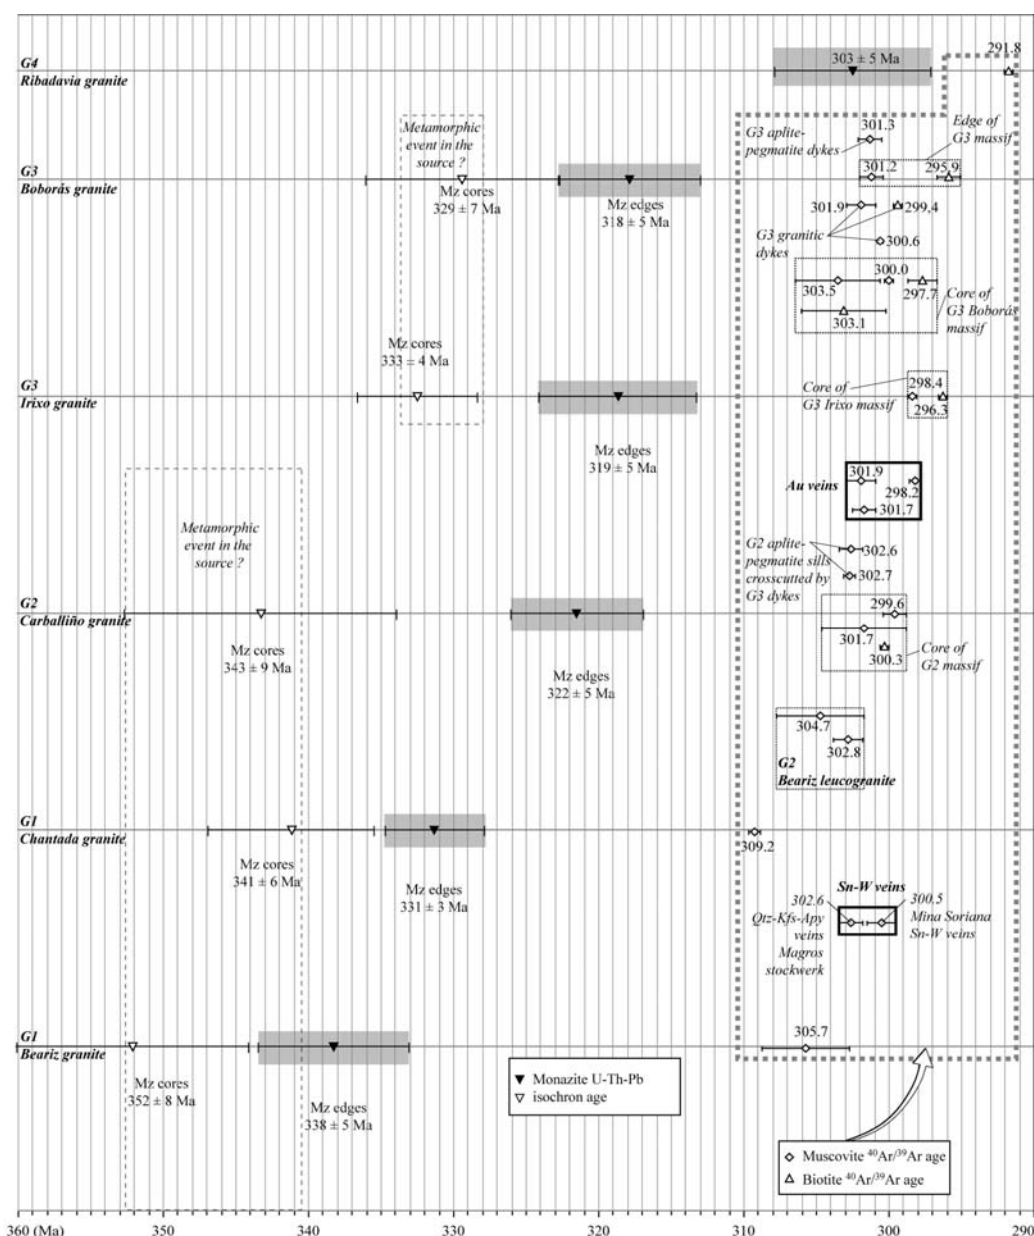 G4
Ribadavia granite
303 ± 5 Ma
291.8
Metamorphic
event in the
source ?
G3 aplite-
pegmatite dykes
301.3
Edge of
G3 massif
G3
Boborás granite
Mz cores
329 ± 7 Ma
Mz edges
318 ± 5 Ma
301.2
295.9
301.9
299.4
G3 granitic
dykes
300.6
303.5
300.0
297.7
303.1
Core of
G3 Boborás
massif
Mz cores
333 ± 4 Ma
G3
Irixo granite
Mz edges
319 ± 5 Ma
Core of
G3 Irixo massif
298.4
296.3
Au veins
301.9
298.2
301.7
Metamorphic
event in the
source ?
G2 aplite-
pegmatite sills
crosscutted by
G3 dykes
302.6
302.7
G2
Carballiño granite
Mz cores
343 ± 9 Ma
Mz edges
322 ± 5 Ma
299.6
301.7
300.3
Core of
G2 massif
304.7
302.8
G2
Beariz leucogranite
G1
Chantada granite
Mz cores
341 ± 6 Ma
Mz edges
331 ± 3 Ma
309.2
Sn-W veins
302.6
Qtz-Kfs-Apy
veins
Magros
stockwerk
300.5
Mina Soriana
Sn-W veins
G1
Beariz granite
Mz cores
352 ± 8 Ma
Mz edges
338 ± 5 Ma
305.7
▼ Monazite U-Th-Pb
▽ isochron age
◇ Muscovite ⁴⁰Ar/³⁹Ar age
△ Biotite ⁴⁰Ar/³⁹Ar age
360 (Ma) 350 340 330 320 310 300 290